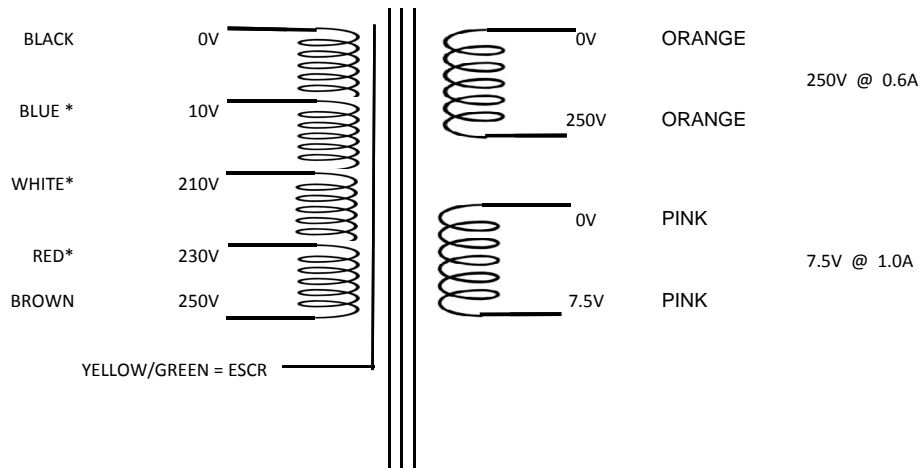 BLACK 0V 0V ORANGE
250V @ 0.6A
BLUE * 10V 250V ORANGE
WHITE* 210V
0V PINK
RED* 230V
7.5V @ 1.0A
BROWN 250V 7.5V PINK
YELLOW/GREEN = ESCR